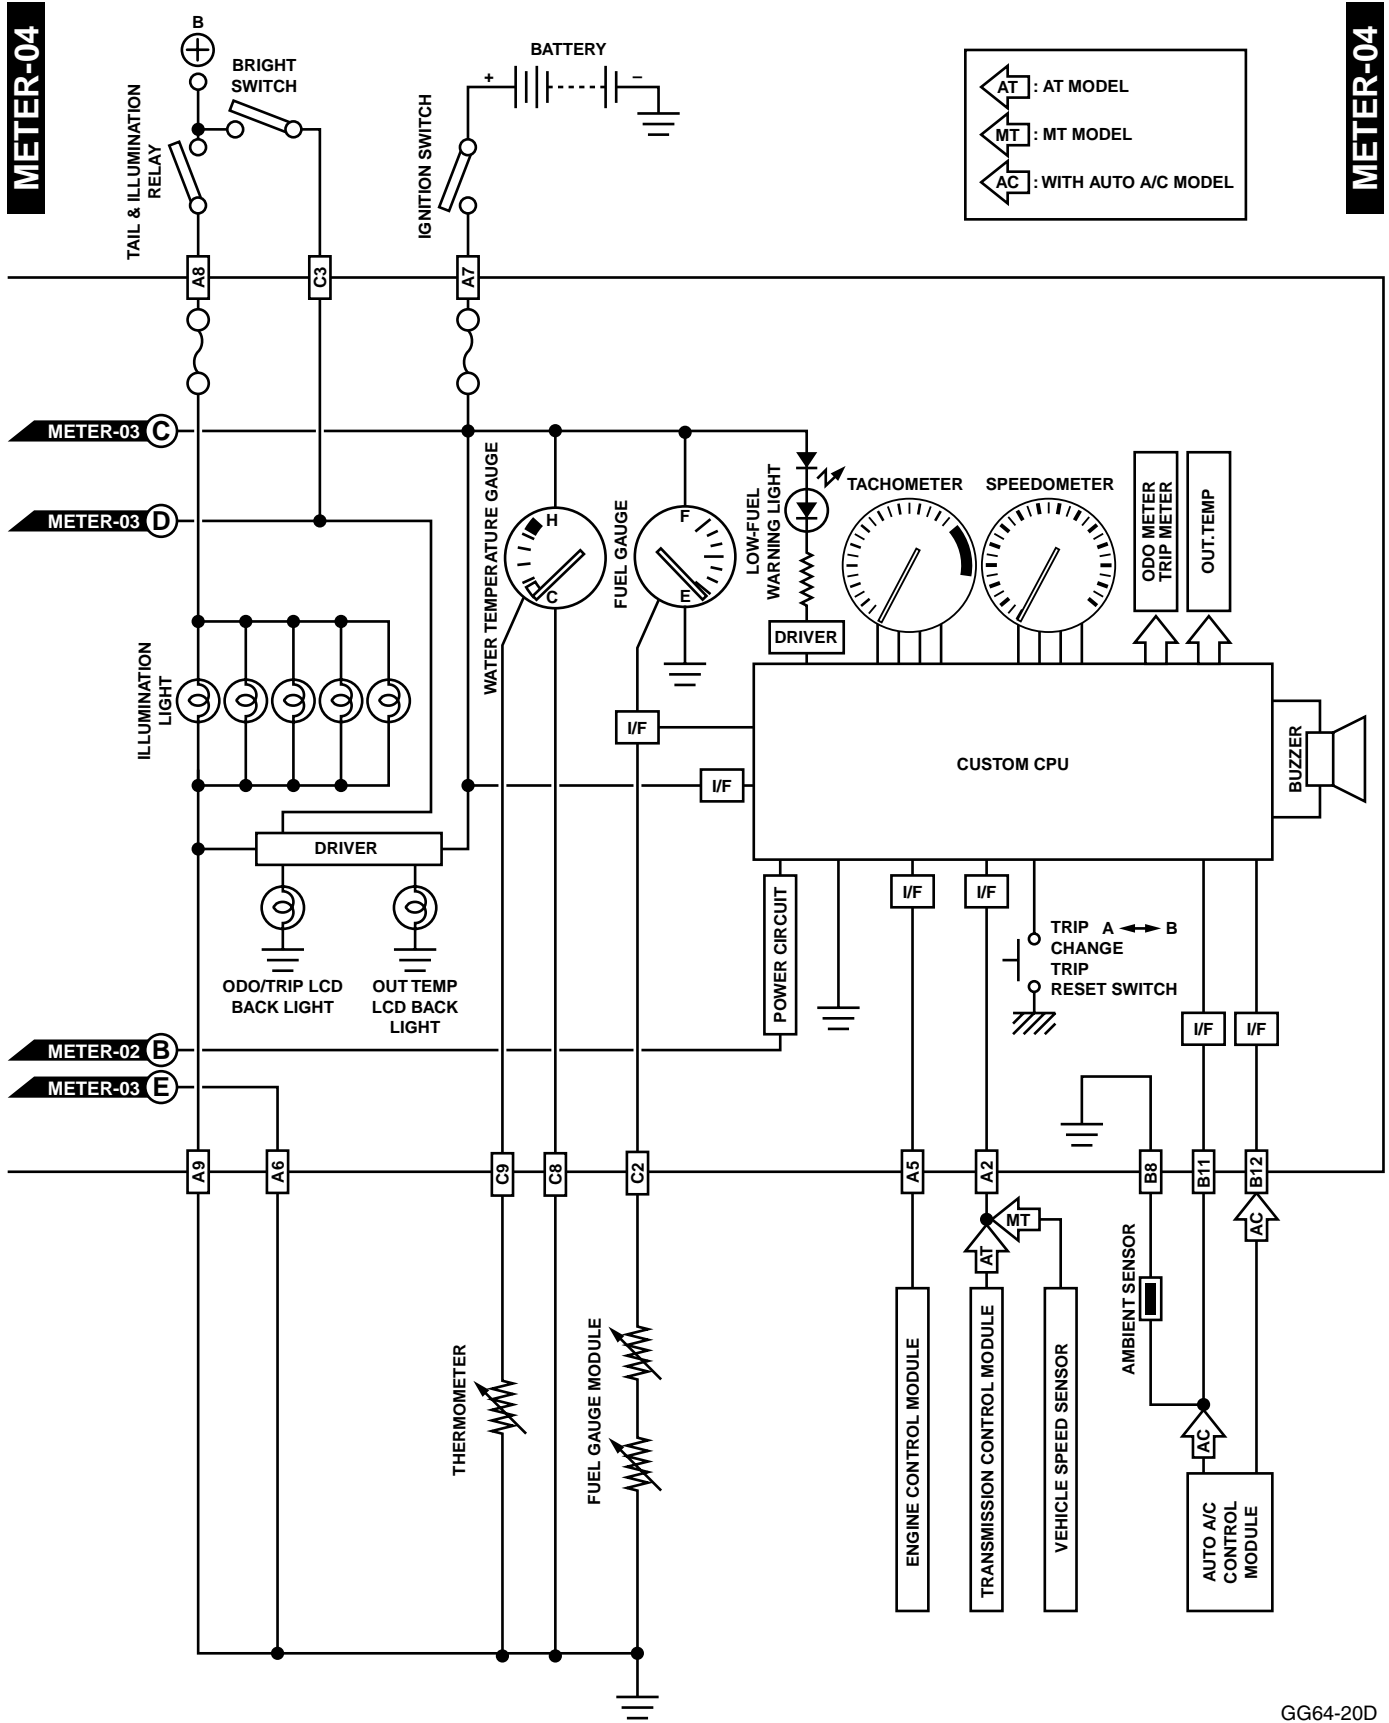 METER-04
METER-04
B
BRIGHT
SWITCH
TAIL & ILLUMINATION
RELAY
BATTERY
+
–
IGNITION SWITCH
AT : AT MODEL
MT : MT MODEL
AC : WITH AUTO A/C MODEL
A8
C3
A7
METER-03 C
METER-03 D
WATER TEMPERATURE GAUGE
H
C
FUEL GAUGE
F
E
LOW-FUEL
WARNING LIGHT
TACHOMETER
SPEEDOMETER
ODO METER
TRIP METER
OUT.TEMP
DRIVER
ILLUMINATION
LIGHT
I/F
I/F
CUSTOM CPU
BUZZER
DRIVER
ODO/TRIP LCD
BACK LIGHT
OUT TEMP
LCD BACK
LIGHT
POWER CIRCUIT
I/F
I/F
TRIP A B
CHANGE
TRIP
RESET SWITCH
I/F
I/F
METER-02 B
METER-03 E
A9
A6
C9
C8
C2
A5
A2
B8
B11
B12
MT
AT
AC
THERMOMETER
FUEL GAUGE MODULE
ENGINE CONTROL MODULE
TRANSMISSION CONTROL MODULE
VEHICLE SPEED SENSOR
AMBIENT SENSOR
AC
AUTO A/C
CONTROL
MODULE
GG64-20D